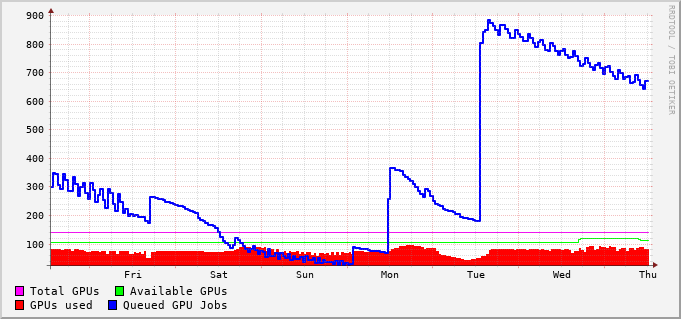 900
800
700
600
500
400
300
200
100
Fri Sat Sun Mon Tue Wed Thu
Total GPUs Available GPUs
GPUs used Queued GPU Jobs
RRDTOOL / TOBI OETIKER